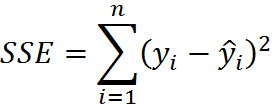 SSE = ∑_{i=1}^{n} (y_i − ŷ_i)^2